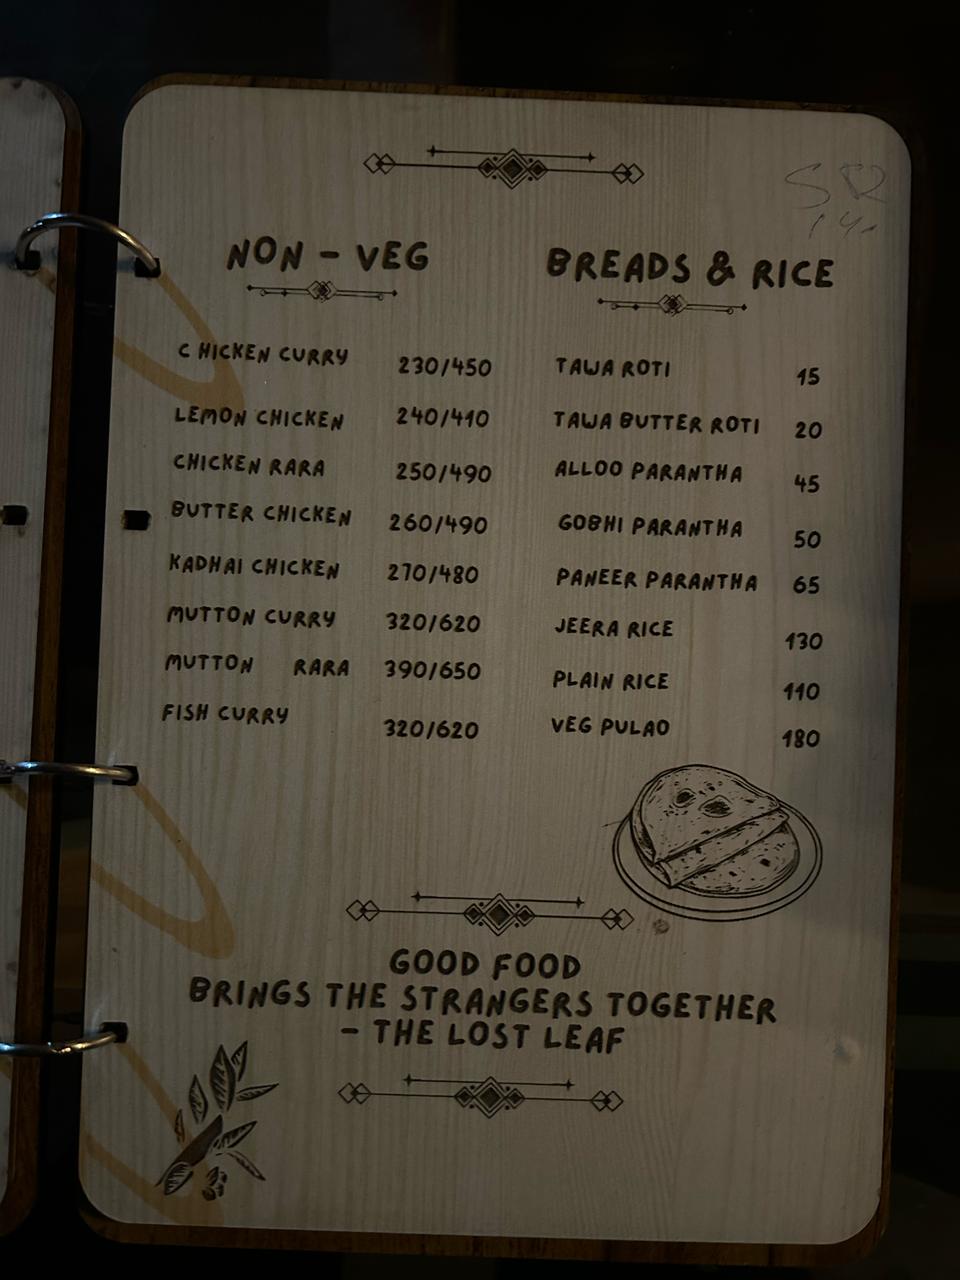 NON - VEG
CHICKEN CURRY 230/450
LEMON CHICKEN 240/410
CHICKEN RARA 250/490
BUTTER CHICKEN 260/490
KADHAI CHICKEN 270/480
MUTTON CURRY 320/620
MUTTON RARA 390/650
FISH CURRY 320/620
BREADS & RICE
TAWA ROTI 15
TAWA BUTTER ROTI 20
ALLOO PARANTHA 45
GOBHI PARANTHA 50
PANEER PARANTHA 65
JEERA RICE 130
PLAIN RICE 110
VEG PULAO 180
GOOD FOOD
BRINGS THE STRANGERS TOGETHER
- THE LOST LEAF